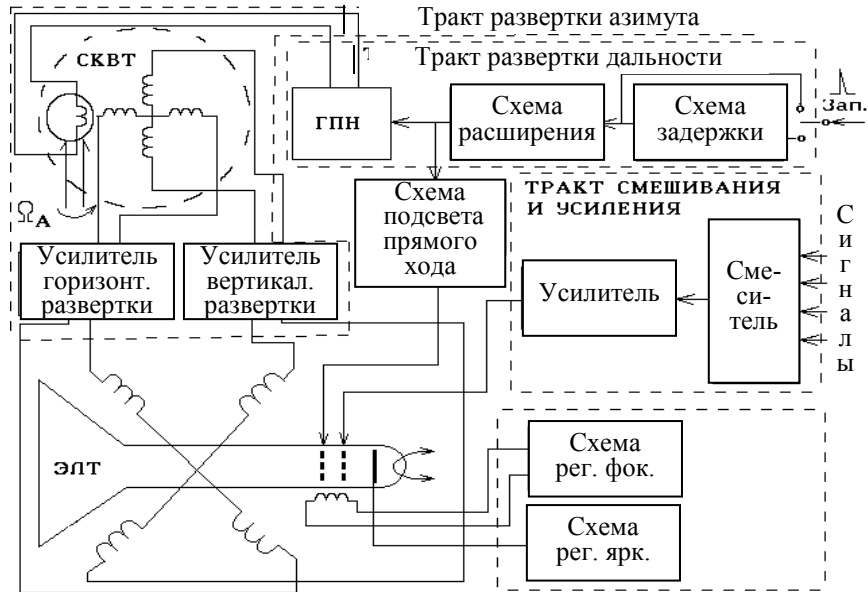 Тракт развертки азимута
СКВТ
Тракт развертки дальности
ГПН
Схема
расширения
Схема
задержки
Зап.
Ω А
Схема
подсвета
прямого
хода
ТРАКТ СМЕШИВАНИЯ
И УСИЛЕНИЯ
Усилитель
горизонт.
развертки
Усилитель
вертикал.
развертки
Усилитель
Сме-
си-
тель
Сигналы
ЭЛТ
Схема
рег. фок.
Схема
рег. ярк.